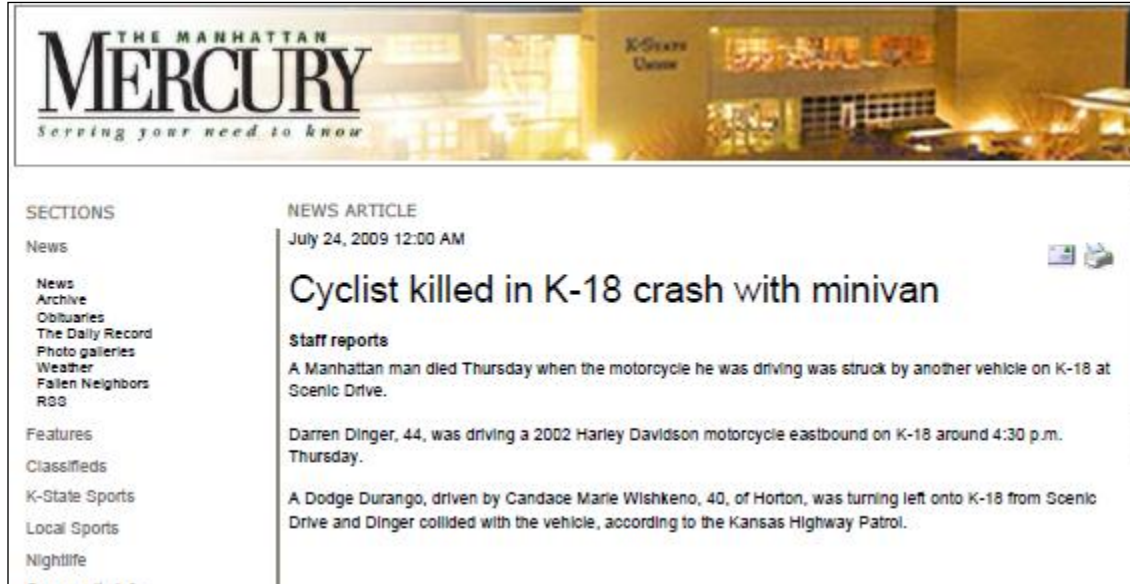 THE MANHATTAN
MERCURY
Serving your need to know
K-STATE
UNION
SECTIONS
News
News
Archive
Obituaries
The Daily Record
Photo galleries
Weather
Fallen Neighbors
RSS
Features
Classifieds
K-State Sports
Local Sports
Nightlife
NEWS ARTICLE
July 24, 2009 12:00 AM
Cyclist killed in K-18 crash with minivan
Staff reports
A Manhattan man died Thursday when the motorcycle he was driving was struck by another vehicle on K-18 at
Scenic Drive.
Darren Dinger, 44, was driving a 2002 Harley Davidson motorcycle eastbound on K-18 around 4:30 p.m.
Thursday.
A Dodge Durango, driven by Candace Marie Wishkeno, 40, of Horton, was turning left onto K-18 from Scenic
Drive and Dinger collided with the vehicle, according to the Kansas Highway Patrol.